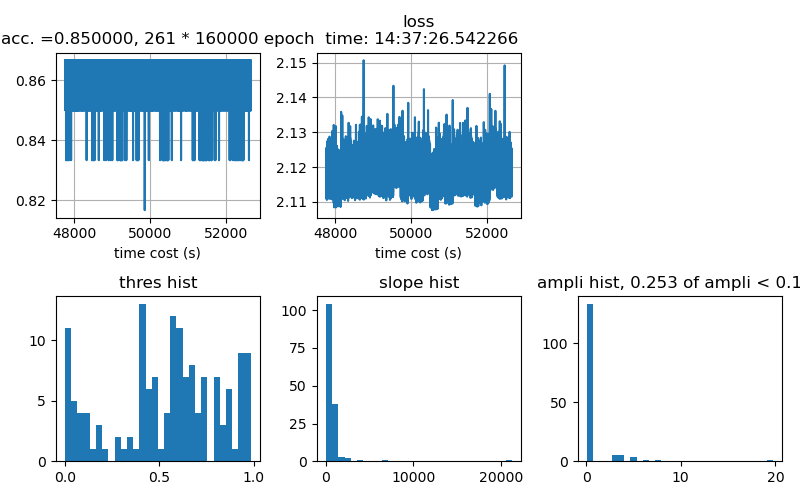 acc. =0.850000, 261 * 160000 epoch time: 14:37:26.542266
loss
0.86
0.84
0.82
48000 50000 52000
time cost (s)
2.15
2.14
2.13
2.12
2.11
48000 50000 52000
time cost (s)
thres hist
10
5
0
0.0 0.5 1.0
slope hist
100
75
50
25
0
0 10000 20000
ampli hist, 0.253 of ampli < 0.1
100
50
0
0 10 20